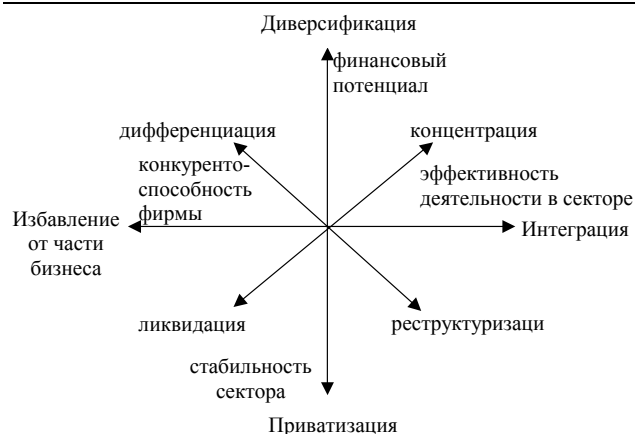 Диверсификация
финансовый
потенциал
дифференциация
концентрация
конкуренто-
способность
фирмы
эффективность
деятельности в секторе
Избавление
от части
бизнеса
Интеграция
ликвидация
реструктуризаци
стабильность
сектора
Приватизация